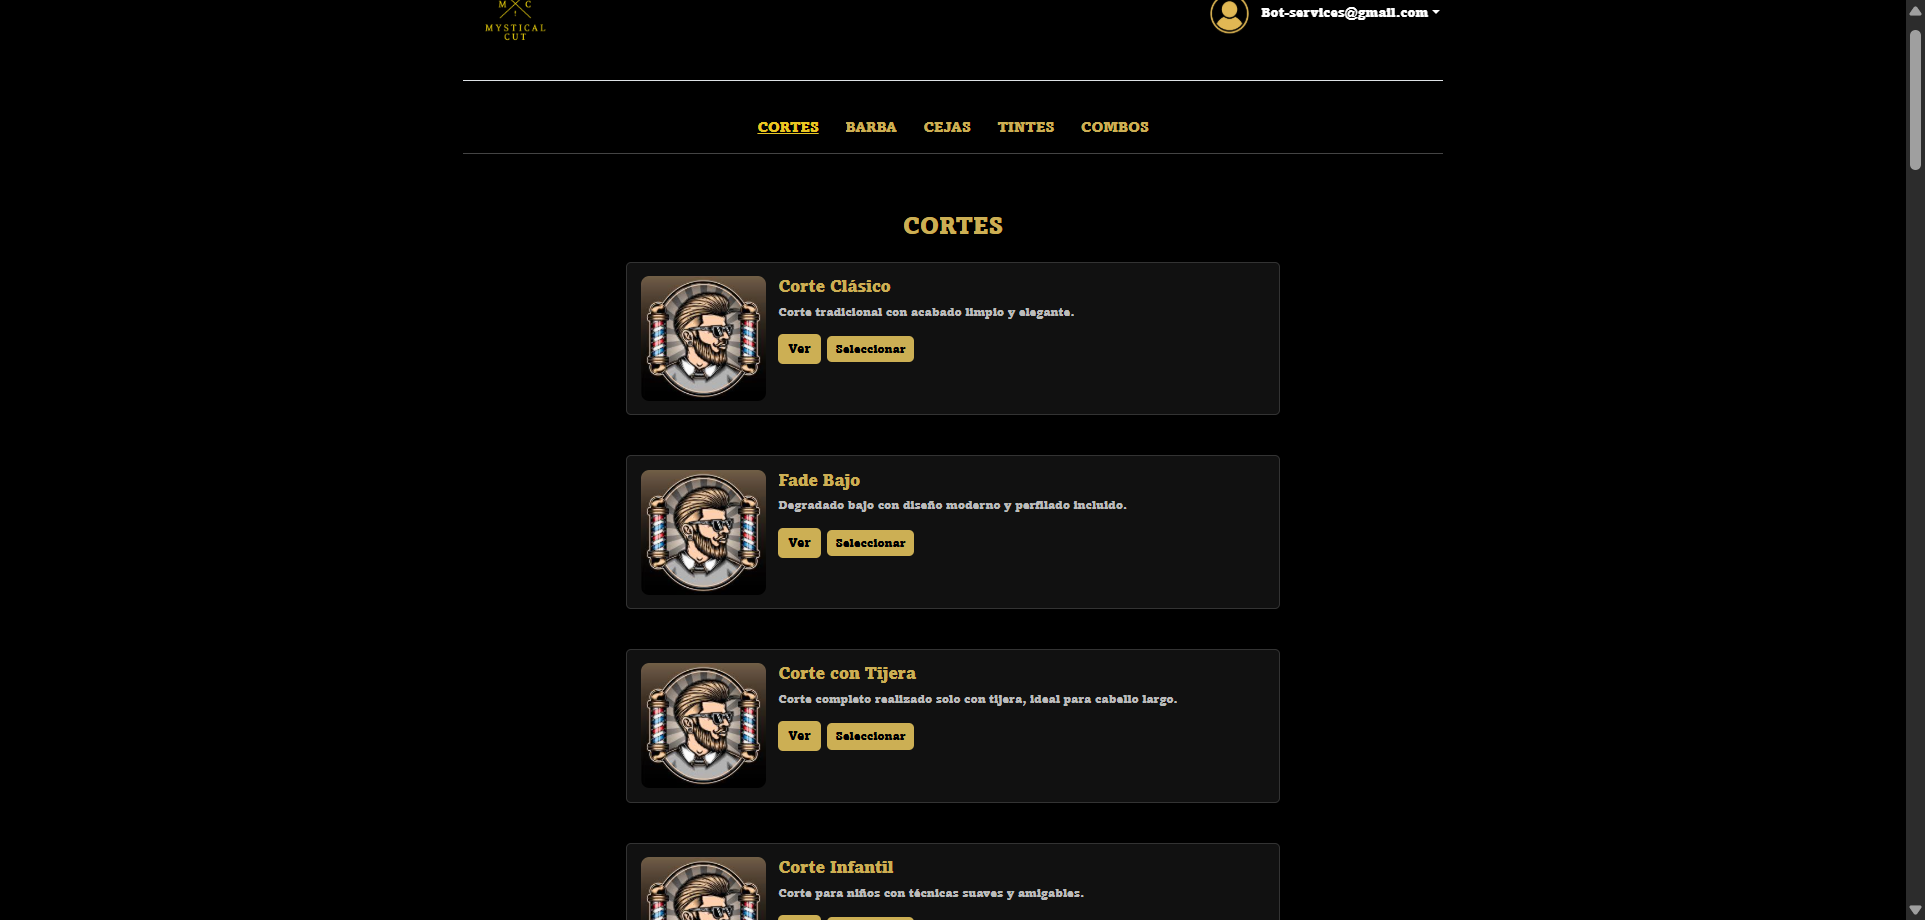 M C
MYSTICAL
CUT
Bot-services@gmail.com
CORTES BARBA CEJAS TINTES COMBOS
CORTES
Corte Clásico
Corte tradicional con acabado limpio y elegante.
Ver Seleccionar
Fade Bajo
Degradado bajo con diseño moderno y perfilado incluido.
Ver Seleccionar
Corte con Tijera
Corte completo realizado solo con tijera, ideal para cabello largo.
Ver Seleccionar
Corte Infantil
Corte para niños con técnicas suaves y amigables.